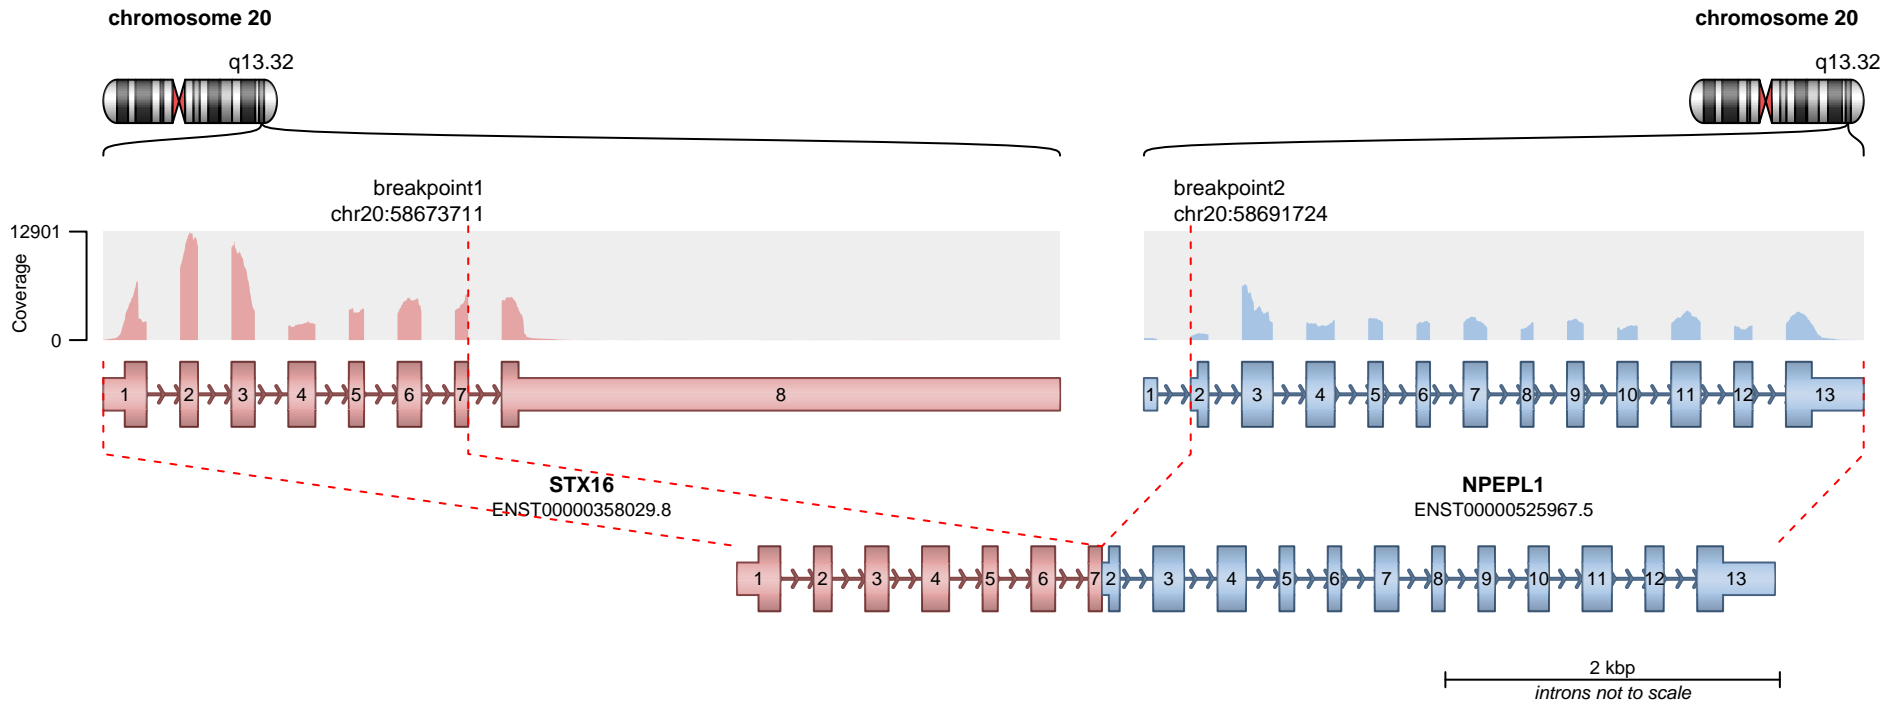 chromosome 20
chromosome 20
q13.32
q13.32
breakpoint1
chr20:58673711
breakpoint2
chr20:58691724
12901
Coverage
0
1 2 3 4 5 6 7 8
1 2 3 4 5 6 7 8 9 10 11 12 13
STX16
ENST00000358029.8
NPEPL1
ENST00000525967.5
1 2 3 4 5 6 7 2 3 4 5 6 7 8 9 10 11 12 13
2 kbp
introns not to scale